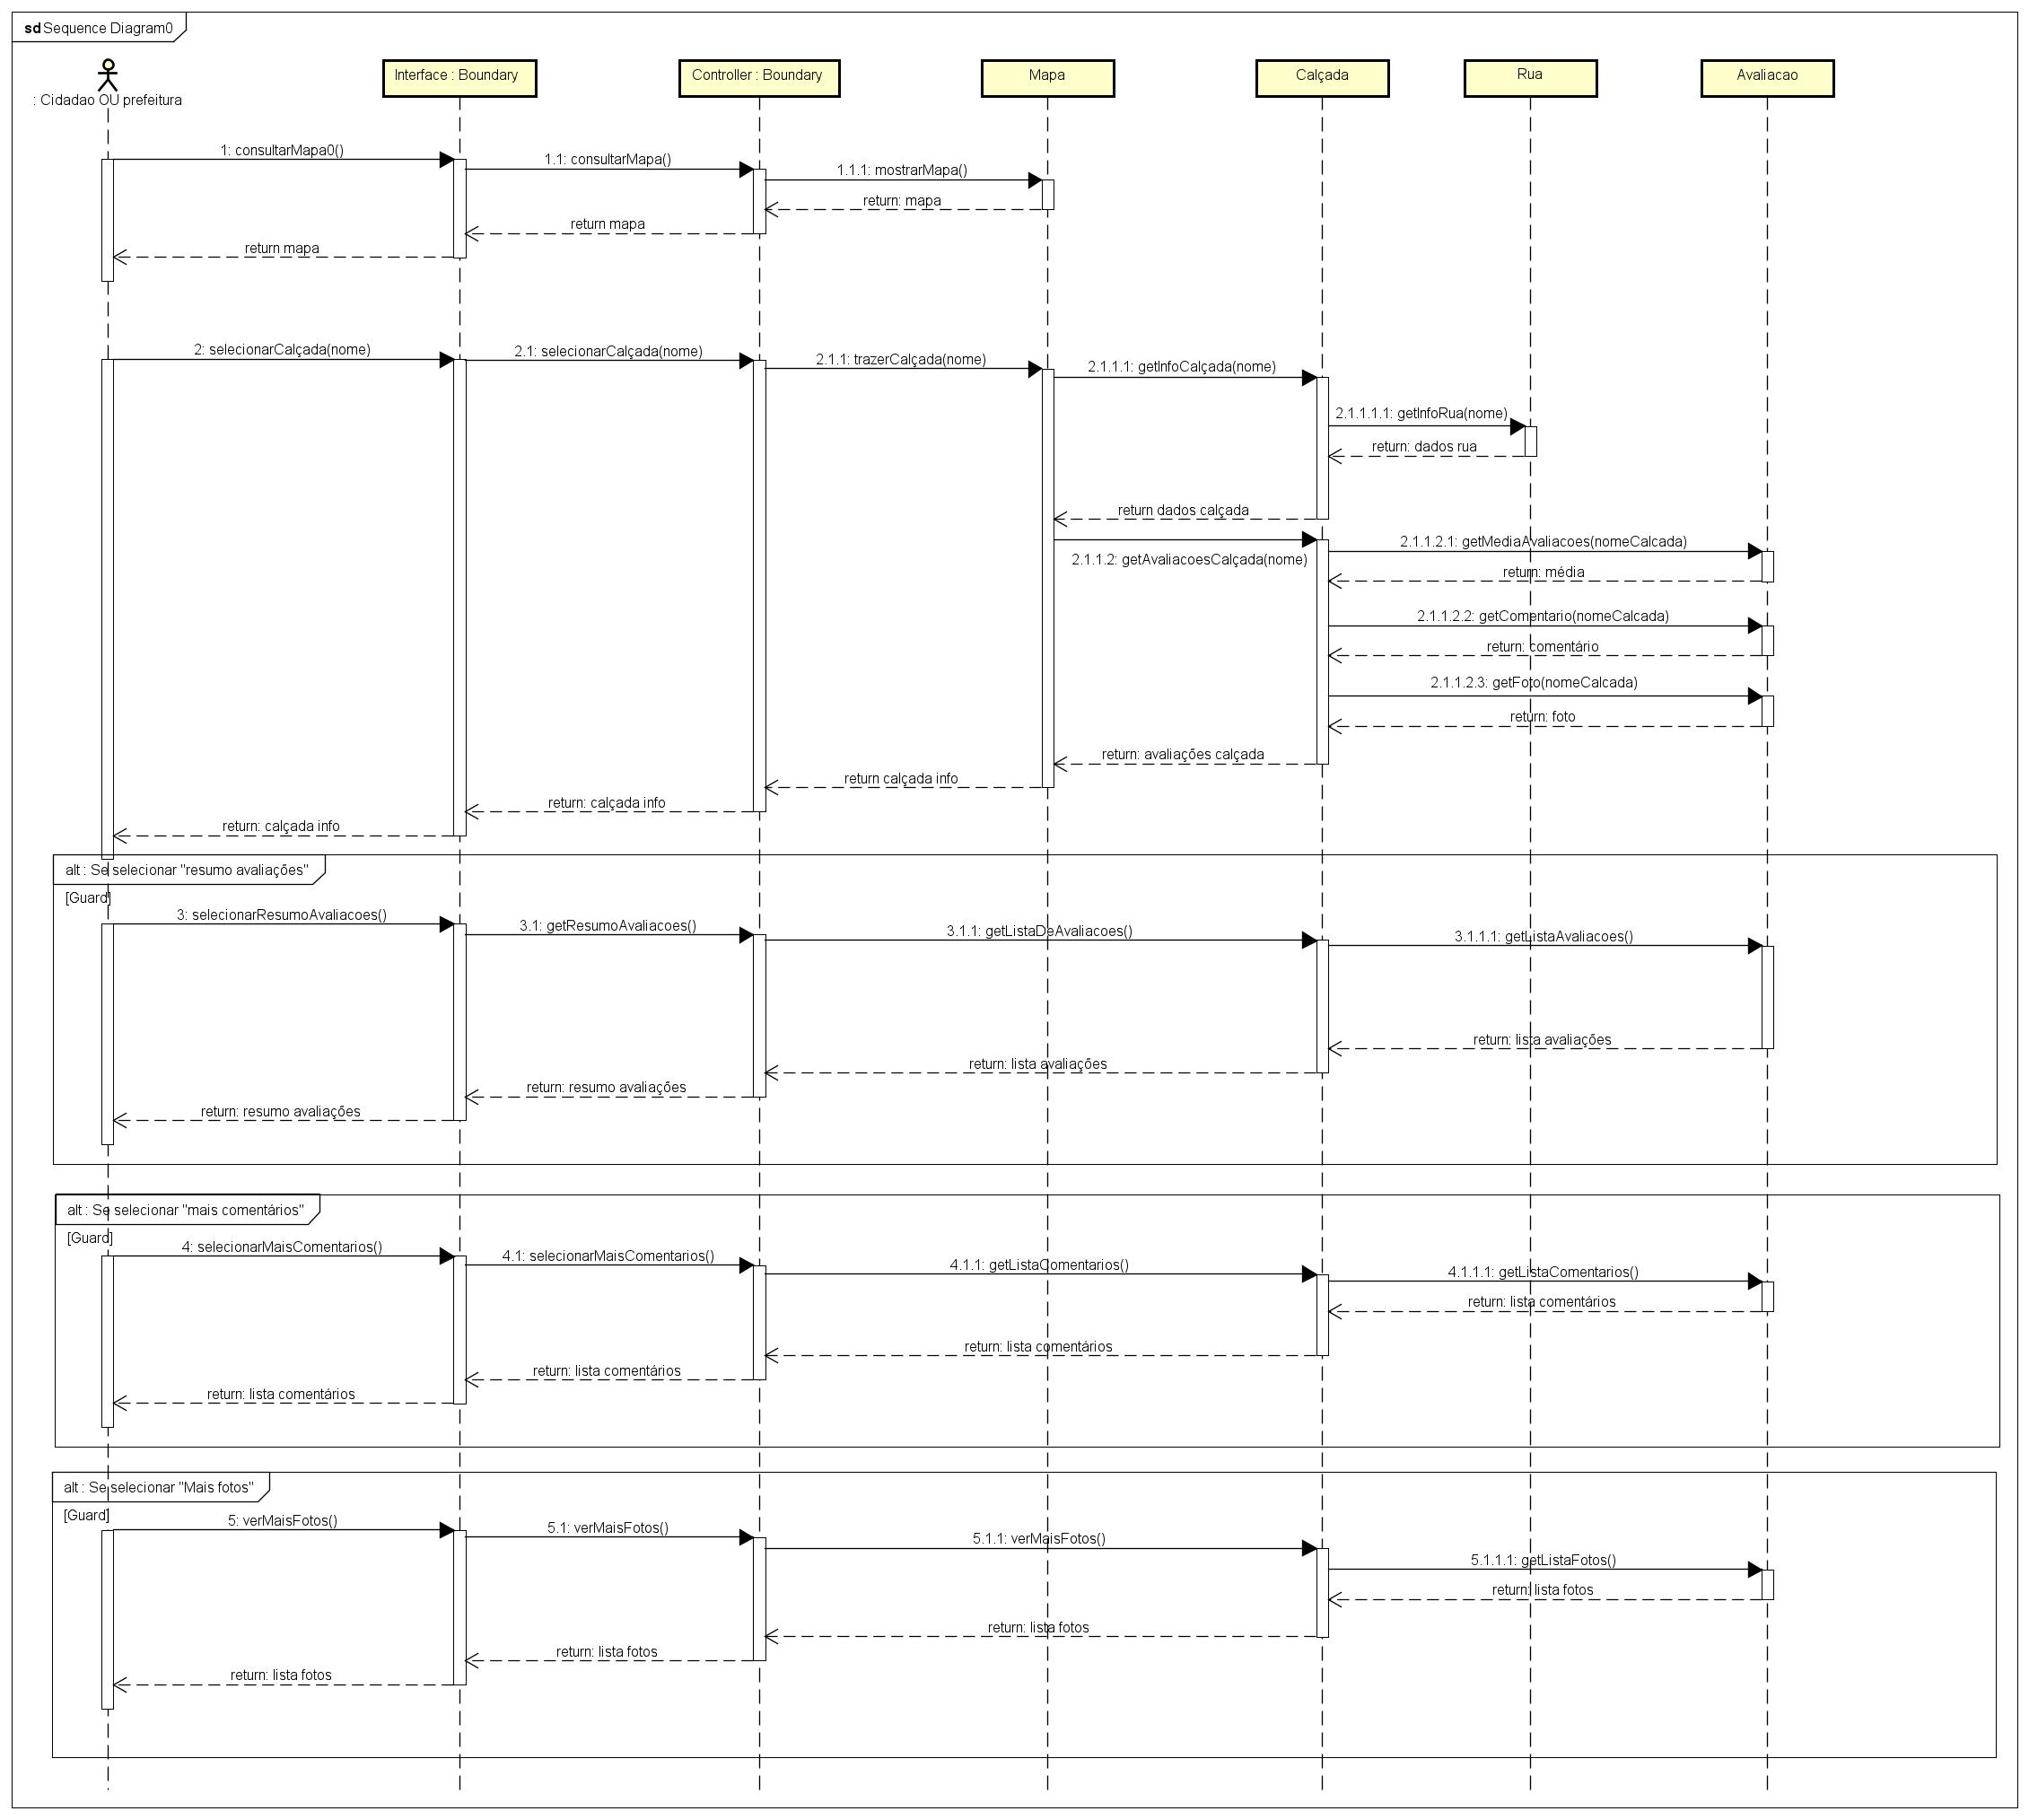 sd Sequence Diagram0
: Cidadao OU prefeitura
Interface : Boundary
Controller : Boundary
Mapa
Calçada
Rua
Avaliacao
1: consultarMapa0()
1.1: consultarMapa()
1.1.1: mostrarMapa()
return: mapa
return mapa
return mapa
2: selecionarCalçada(nome)
2.1: selecionarCalçada(nome)
2.1.1: trazerCalçada(nome)
2.1.1.1: getInfoCalçada(nome)
2.1.1.1.1: getInfoRua(nome)
return: dados rua
return dados calçada
2.1.1.2: getAvaliacoesCalçada(nome)
2.1.1.2.1: getMediaAvaliacoes(nomeCalcada)
return: média
2.1.1.2.2: getComentario(nomeCalcada)
return: comentário
2.1.1.2.3: getFoto(nomeCalcada)
return: foto
return: avaliações calçada
return calçada info
return: calçada info
return: calçada info
alt : Se selecionar "resumo avaliações"
[Guard]
3: selecionarResumoAvaliacoes()
3.1: getResumoAvaliacoes()
3.1.1: getListaDeAvaliacoes()
3.1.1.1: getListaAvaliacoes()
return: lista avaliações
return: lista avaliações
return: resumo avaliações
return: resumo avaliações
alt : Se selecionar "mais comentários"
[Guard]
4: selecionarMaisComentarios()
4.1: selecionarMaisComentarios()
4.1.1: getListaComentarios()
4.1.1.1: getListaComentarios()
return: lista comentários
return: lista comentários
return: lista comentários
return: lista comentários
alt : Se selecionar "Mais fotos"
[Guard]
5: verMaisFotos()
5.1: verMaisFotos()
5.1.1: verMaisFotos()
5.1.1.1: getListaFotos()
return: lista fotos
return: lista fotos
return: lista fotos
return: lista fotos